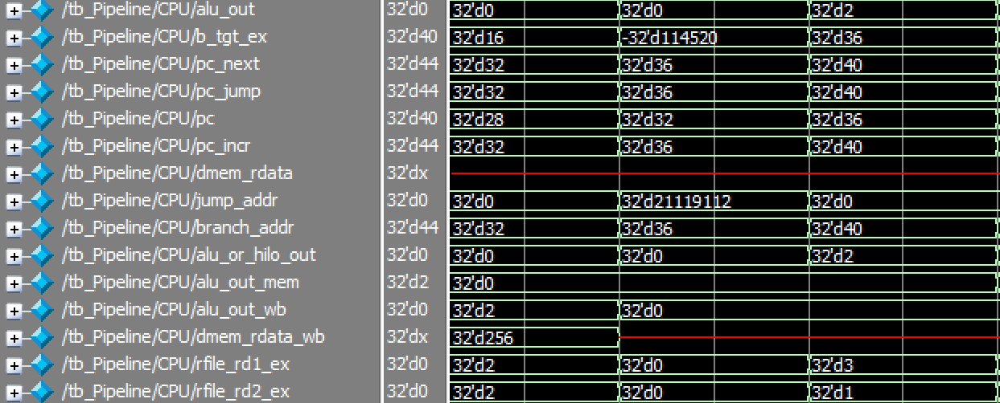 /tb_Pipeline/CPU/alu_out 32'd0 32'd0 32'd0 32'd2
/tb_Pipeline/CPU/b_tgt_ex 32'd40 32'd16 -32'd114520 32'd36
/tb_Pipeline/CPU/pc_next 32'd44 32'd32 32'd36 32'd40
/tb_Pipeline/CPU/pc_jump 32'd44 32'd32 32'd36 32'd40
/tb_Pipeline/CPU/pc 32'd40 32'd28 32'd32 32'd36
/tb_Pipeline/CPU/pc_incr 32'd44 32'd32 32'd36 32'd40
/tb_Pipeline/CPU/dmem_rdata 32'dx
/tb_Pipeline/CPU/jump_addr 32'd0 32'd0 32'd21119112 32'd0
/tb_Pipeline/CPU/branch_addr 32'd44 32'd32 32'd36 32'd40
/tb_Pipeline/CPU/alu_or_hilo_out 32'd0 32'd0 32'd0 32'd2
/tb_Pipeline/CPU/alu_out_mem 32'd2 32'd0
/tb_Pipeline/CPU/alu_out_wb 32'd0 32'd2 32'd0
/tb_Pipeline/CPU/dmem_rdata_wb 32'dx 32'd256
/tb_Pipeline/CPU/rfile_rd1_ex 32'd0 32'd2 32'd0 32'd3
/tb_Pipeline/CPU/rfile_rd2_ex 32'd0 32'd2 32'd0 32'd1